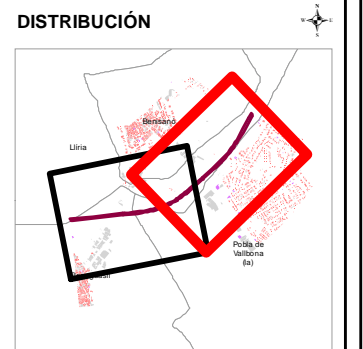 DISTRIBUCIÓN
N
W
E
S
Benisanó
Llíria
Pobla de
Vallbona
(la)